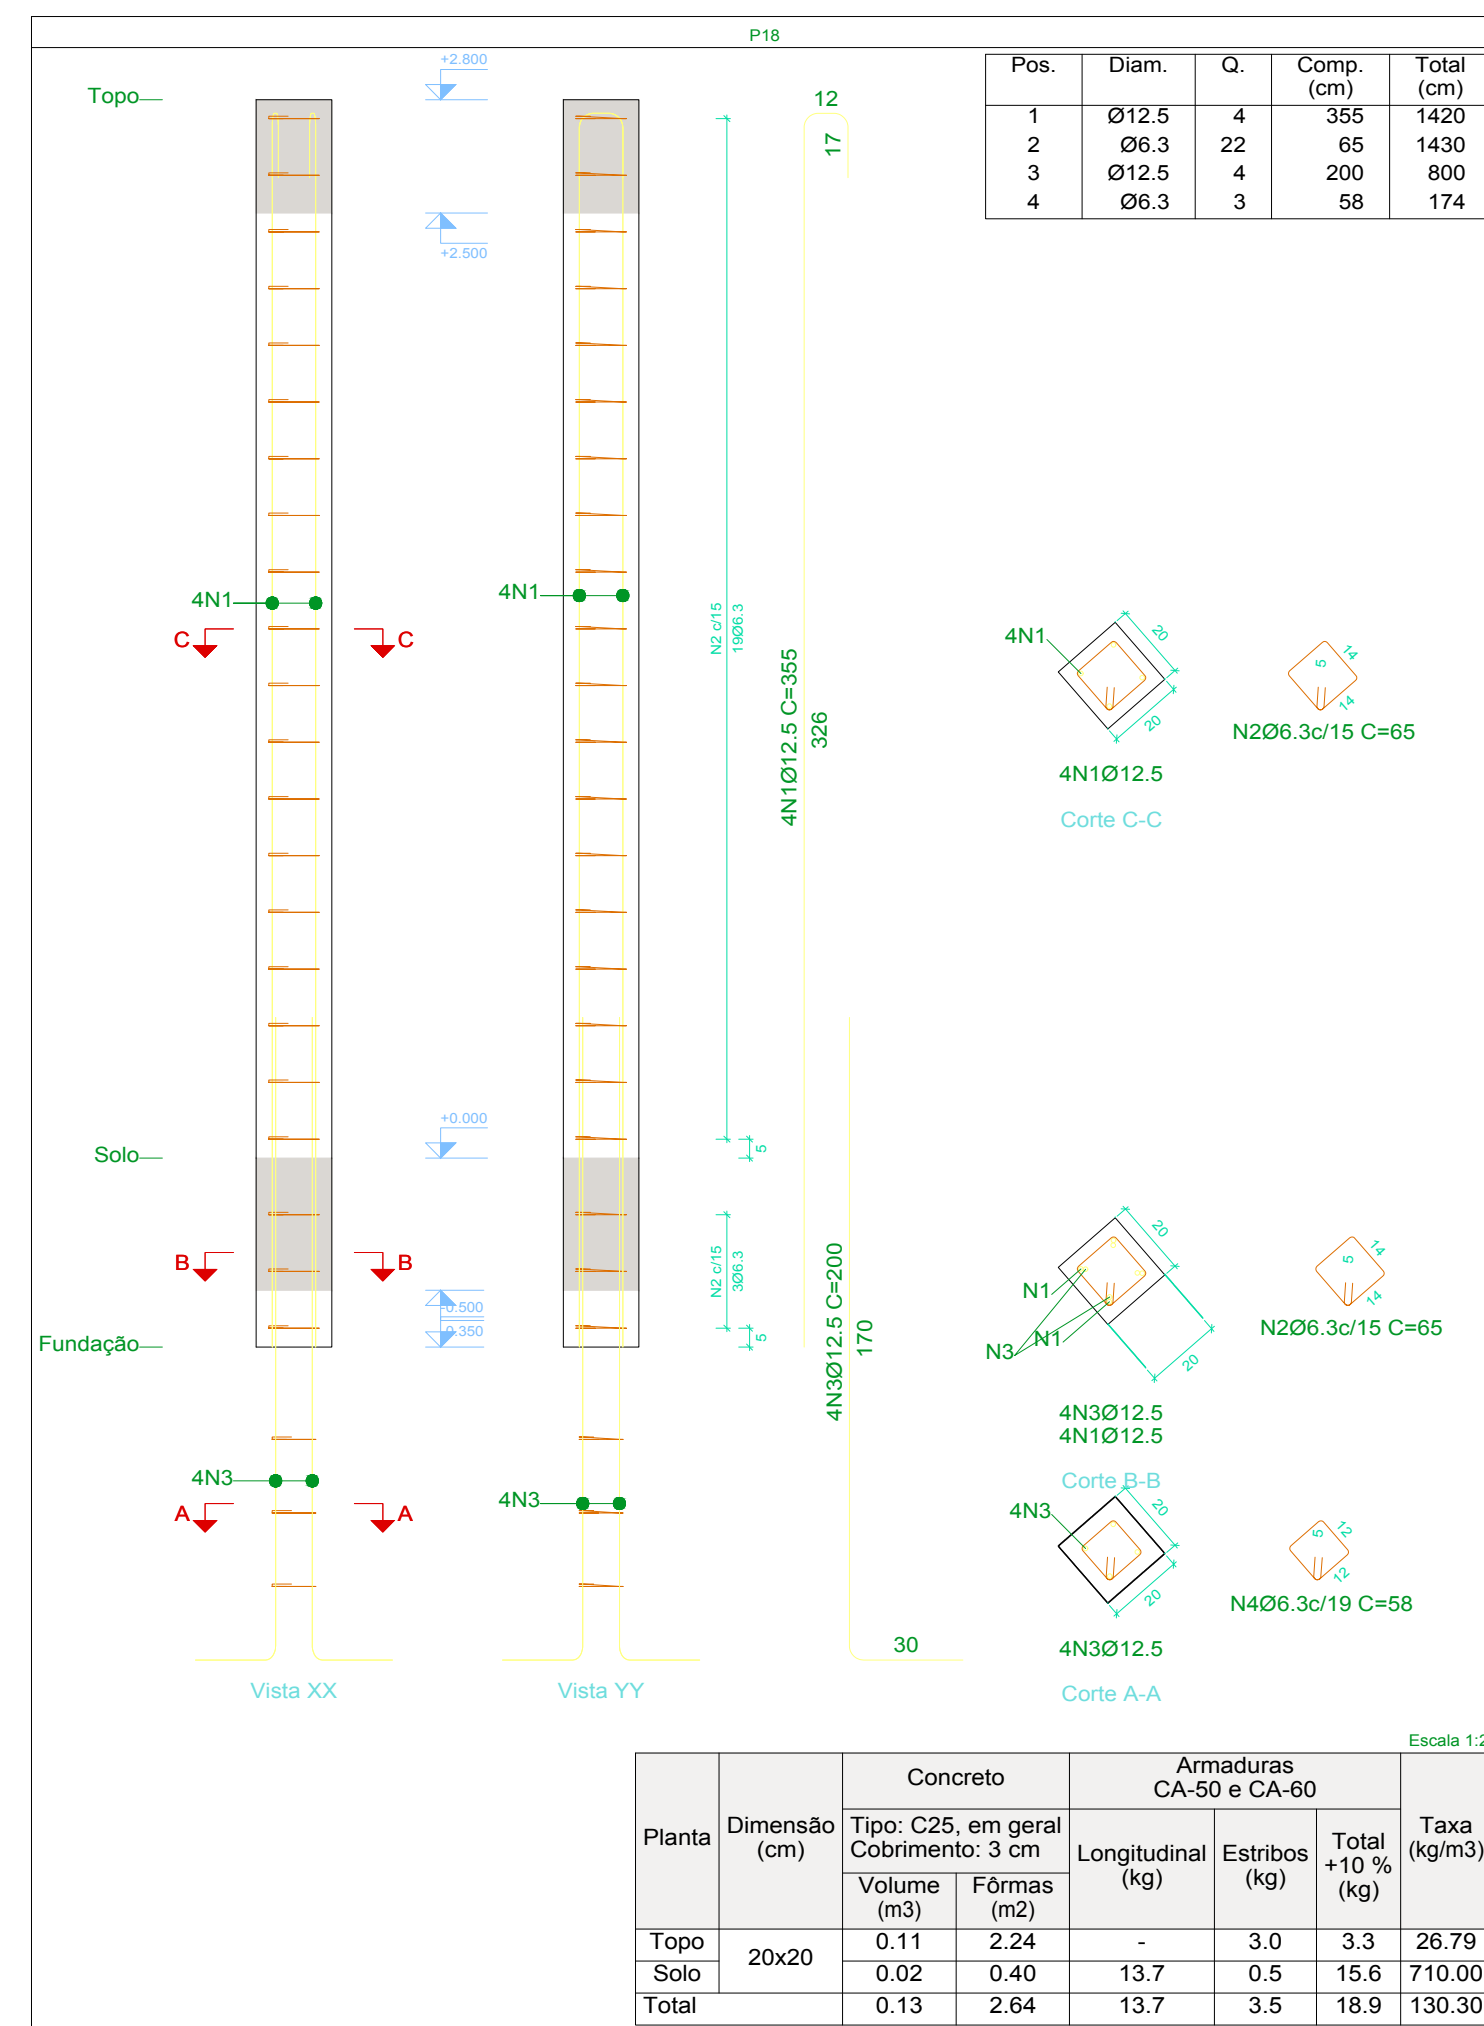 P18
Pos. Diam. Q. Comp. (cm) Total (cm)
1 Ø12.5 4 355 1420
2 Ø6.3 22 65 1430
3 Ø12.5 4 200 800
4 Ø6.3 3 58 174
Topo
+2.800
+2.500
12
17
4N1
4N1
C C
N2 c/15
19Ø6.3
4N1Ø12.5 C=355
326
4N1
20
20
4N1Ø12.5
Corte C-C
5
14
14
N2Ø6.3c/15 C=65
Solo
+0.000
5
B B
N2 c/15
3Ø6.3
-0.500
-0.350
5
Fundação
4N3Ø12.5 C=200
170
N1
N3
N1
20
20
4N3Ø12.5
4N1Ø12.5
Corte B-B
5
14
14
N2Ø6.3c/15 C=65
4N3
4N3
A A
30
4N3
20
20
4N3Ø12.5
Corte A-A
5
12
12
N4Ø6.3c/19 C=58
Vista XX
Vista YY
Escala 1:2
Planta
Dimensão
(cm)
Concreto
Tipo: C25, em geral
Cobrimento: 3 cm
Volume
(m3)
Fôrmas
(m2)
Armaduras
CA-50 e CA-60
Longitudinal
(kg)
Estribos
(kg)
Total
+10 %
(kg)
Taxa
(kg/m3)
Topo 20x20 0.11 2.24 - 3.0 3.3 26.79
Solo 0.02 0.40 13.7 0.5 15.6 710.00
Total 0.13 2.64 13.7 3.5 18.9 130.30